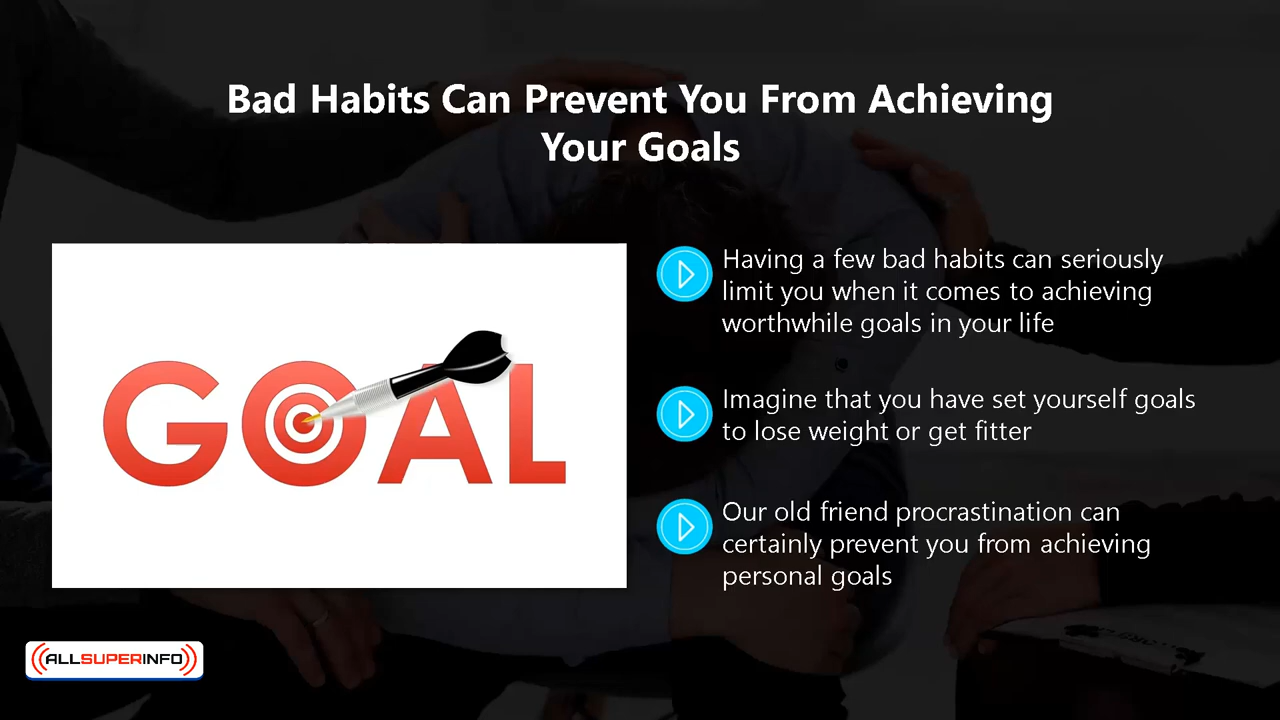 Bad Habits Can Prevent You From Achieving
Your Goals
GOAL
Having a few bad habits can seriously
limit you when it comes to achieving
worthwhile goals in your life
Imagine that you have set yourself goals
to lose weight or get fitter
Our old friend procrastination can
certainly prevent you from achieving
personal goals
ALLSUPERINFO